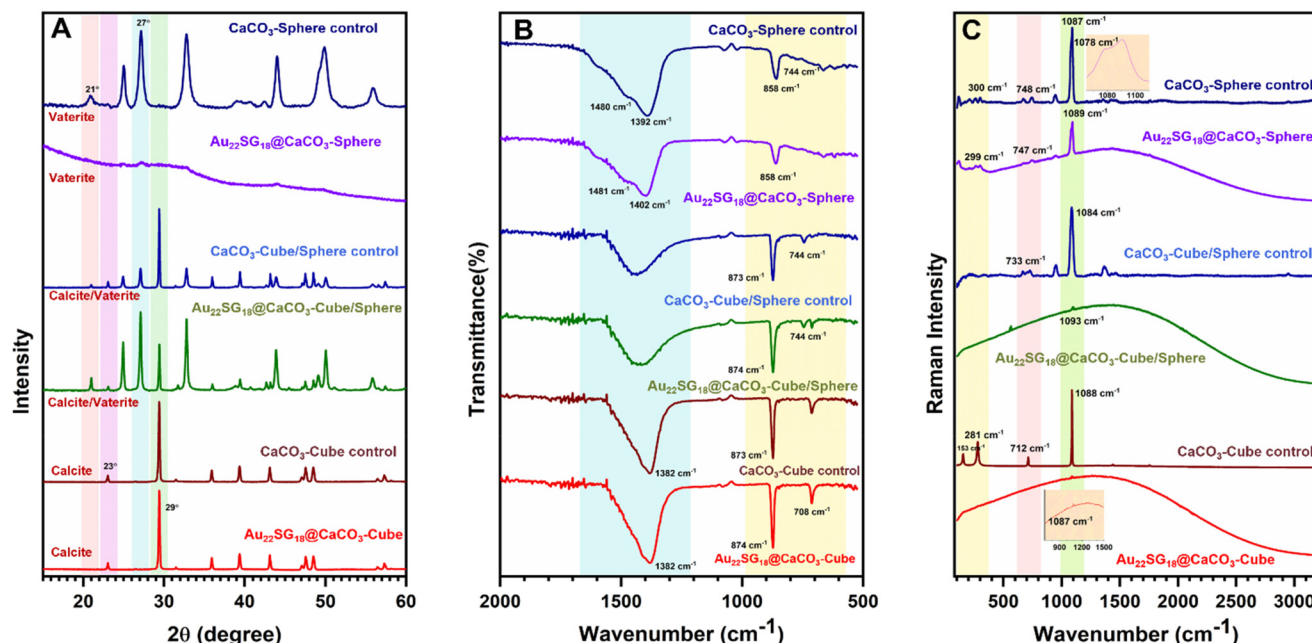 A
CaCO₃-Sphere control
27°
21°
Vaterite
Au₂₂SG₁₈@CaCO₃-Sphere
Vaterite
CaCO₃-Cube/Sphere control
Calcite/Vaterite
Au₂₂SG₁₈@CaCO₃-Cube/Sphere
Calcite/Vaterite
CaCO₃-Cube control
Calcite
23°
29°
Au₂₂SG₁₈@CaCO₃-Cube
Calcite
20 30 40 50 60
2θ (degree)
Intensity
B
CaCO₃-Sphere control
744 cm⁻¹
858 cm⁻¹
1480 cm⁻¹
1392 cm⁻¹
858 cm⁻¹
1481 cm⁻¹
1402 cm⁻¹
Au₂₂SG₁₈@CaCO₃-Sphere
873 cm⁻¹
744 cm⁻¹
CaCO₃-Cube/Sphere control
744 cm⁻¹
874 cm⁻¹
Au₂₂SG₁₈@CaCO₃-Cube/Sphere
873 cm⁻¹
1382 cm⁻¹
CaCO₃-Cube control
708 cm⁻¹
874 cm⁻¹
1382 cm⁻¹
Au₂₂SG₁₈@CaCO₃-Cube
2000 1500 1000 500
Wavenumber (cm⁻¹)
Transmittance(%)
C
1087 cm⁻¹
1078 cm⁻¹
1080 1100
300 cm⁻¹
748 cm⁻¹
CaCO₃-Sphere control
1089 cm⁻¹
Au₂₂SG₁₈@CaCO₃-Sphere
299 cm⁻¹
747 cm⁻¹
1084 cm⁻¹
CaCO₃-Cube/Sphere control
733 cm⁻¹
1093 cm⁻¹
Au₂₂SG₁₈@CaCO₃-Cube/Sphere
1088 cm⁻¹
281 cm⁻¹
153 cm⁻¹
712 cm⁻¹
CaCO₃-Cube control
1087 cm⁻¹
900 1200 1500
Au₂₂SG₁₈@CaCO₃-Cube
500 1000 1500 2000 2500 3000
Wavenumber (cm⁻¹)
Raman Intensity